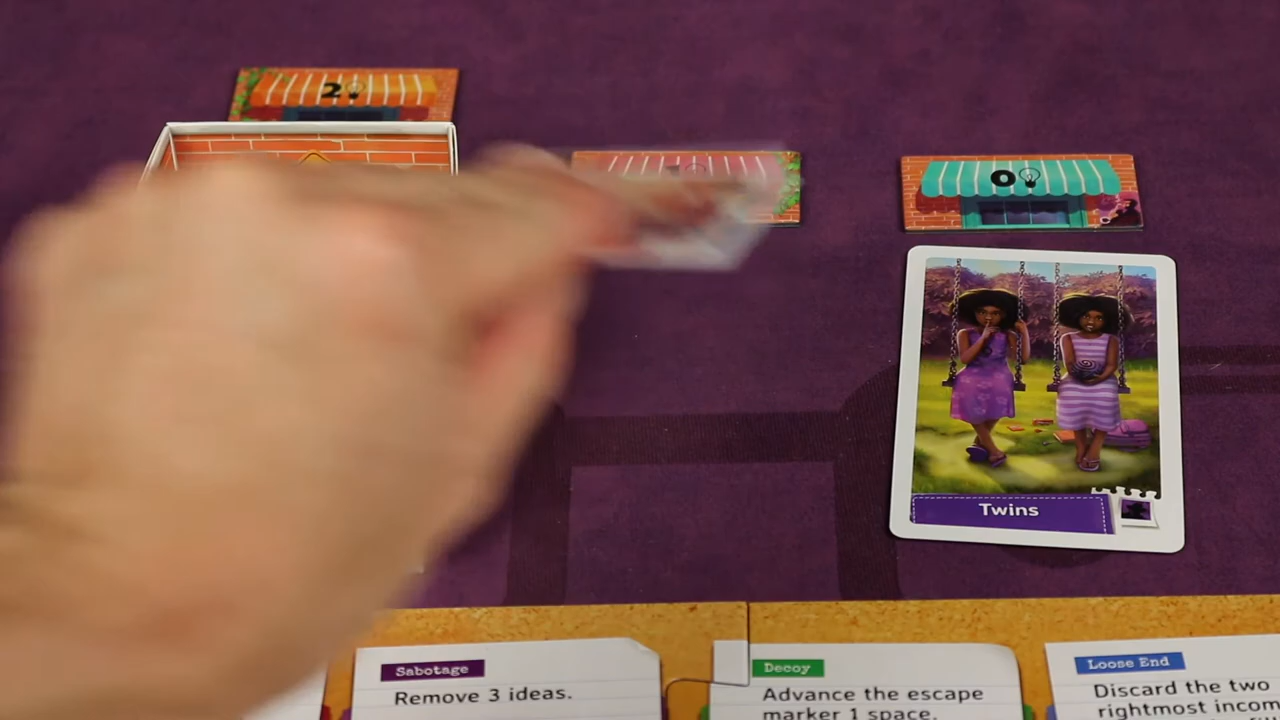 2
0
Twins
Sabotage
Remove 3 ideas.
Decoy
Advance the escape
marker 1 space.
Loose End
Discard the two
rightmost incom